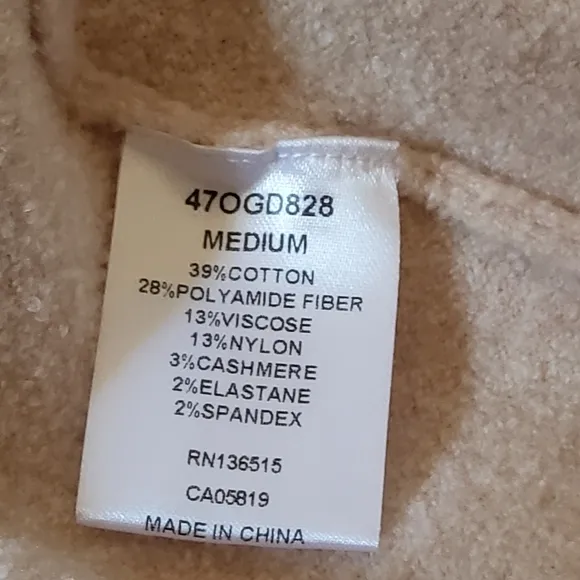 47OGD828
MEDIUM
39%COTTON
28%POLYAMIDE FIBER
13%VISCOSE
13%NYLON
3%CASHMERE
2%ELASTANE
2%SPANDEX
RN136515
CA05819
MADE IN CHINA